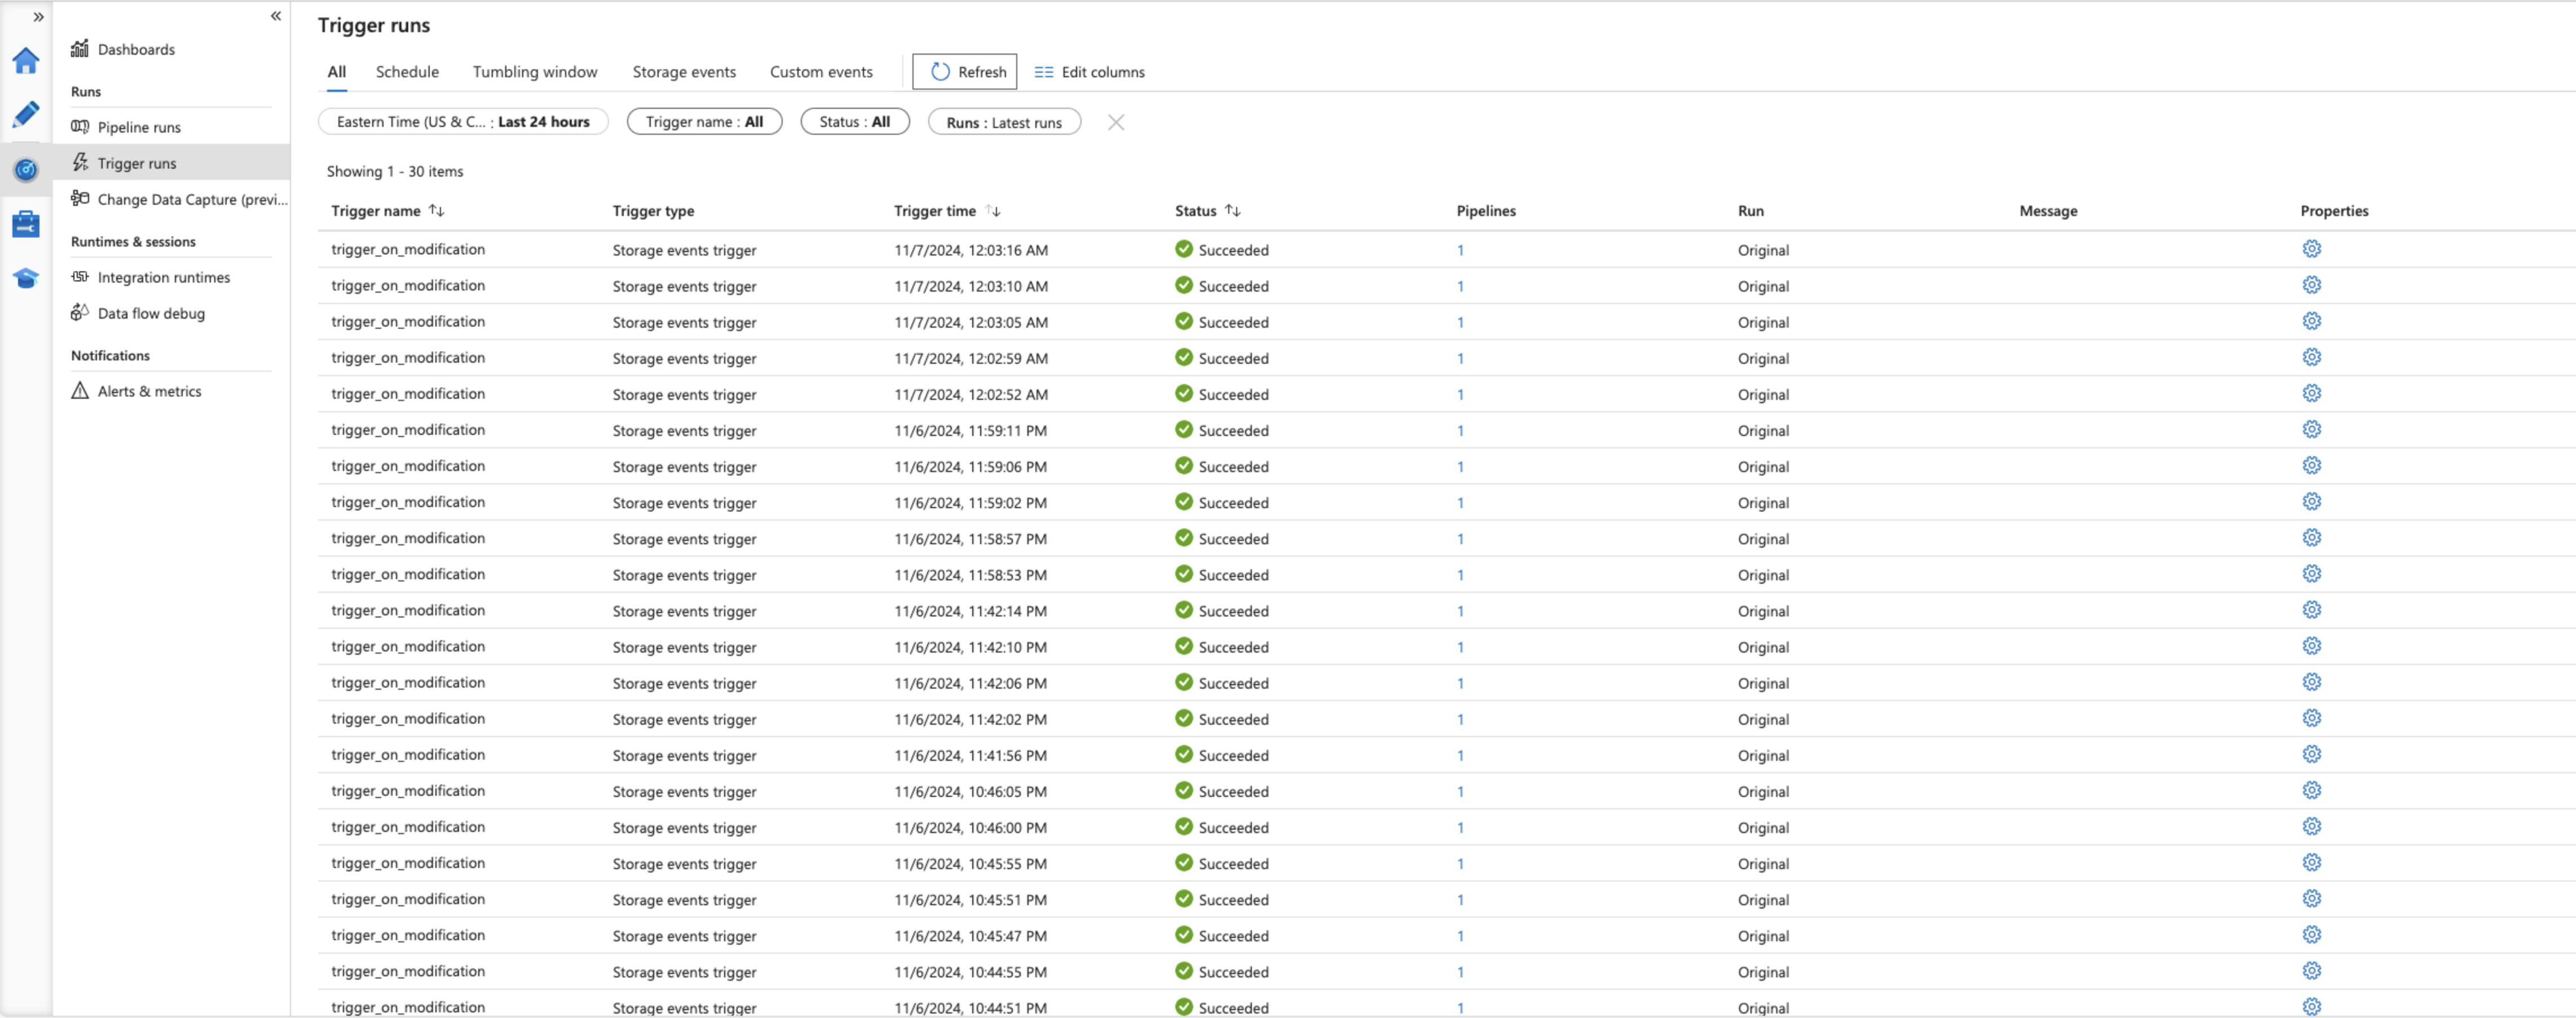 Dashboards
Runs
Pipeline runs
Trigger runs
Change Data Capture (previ...
Runtimes & sessions
Integration runtimes
Data flow debug
Notifications
Alerts & metrics
Trigger runs
All Schedule Tumbling window Storage events Custom events Refresh Edit columns
Eastern Time (US & C... : Last 24 hours Trigger name : All Status : All Runs : Latest runs
Showing 1 - 30 items
Trigger name Trigger type Trigger time Status Pipelines Run Message Properties
trigger_on_modification Storage events trigger 11/7/2024, 12:03:16 AM Succeeded 1 Original
trigger_on_modification Storage events trigger 11/7/2024, 12:03:10 AM Succeeded 1 Original
trigger_on_modification Storage events trigger 11/7/2024, 12:03:05 AM Succeeded 1 Original
trigger_on_modification Storage events trigger 11/7/2024, 12:02:59 AM Succeeded 1 Original
trigger_on_modification Storage events trigger 11/7/2024, 12:02:52 AM Succeeded 1 Original
trigger_on_modification Storage events trigger 11/6/2024, 11:59:11 PM Succeeded 1 Original
trigger_on_modification Storage events trigger 11/6/2024, 11:59:06 PM Succeeded 1 Original
trigger_on_modification Storage events trigger 11/6/2024, 11:59:02 PM Succeeded 1 Original
trigger_on_modification Storage events trigger 11/6/2024, 11:58:57 PM Succeeded 1 Original
trigger_on_modification Storage events trigger 11/6/2024, 11:58:53 PM Succeeded 1 Original
trigger_on_modification Storage events trigger 11/6/2024, 11:42:14 PM Succeeded 1 Original
trigger_on_modification Storage events trigger 11/6/2024, 11:42:10 PM Succeeded 1 Original
trigger_on_modification Storage events trigger 11/6/2024, 11:42:06 PM Succeeded 1 Original
trigger_on_modification Storage events trigger 11/6/2024, 11:42:02 PM Succeeded 1 Original
trigger_on_modification Storage events trigger 11/6/2024, 11:41:56 PM Succeeded 1 Original
trigger_on_modification Storage events trigger 11/6/2024, 10:46:05 PM Succeeded 1 Original
trigger_on_modification Storage events trigger 11/6/2024, 10:46:00 PM Succeeded 1 Original
trigger_on_modification Storage events trigger 11/6/2024, 10:45:55 PM Succeeded 1 Original
trigger_on_modification Storage events trigger 11/6/2024, 10:45:51 PM Succeeded 1 Original
trigger_on_modification Storage events trigger 11/6/2024, 10:45:47 PM Succeeded 1 Original
trigger_on_modification Storage events trigger 11/6/2024, 10:44:55 PM Succeeded 1 Original
trigger_on_modification Storage events trigger 11/6/2024, 10:44:51 PM Succeeded 1 Original